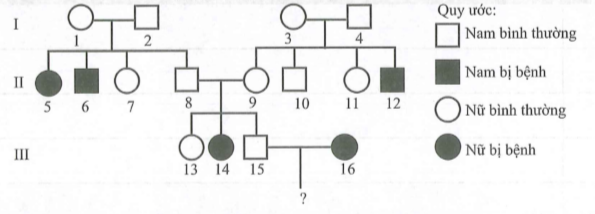 Quy ước:
I
1
2
3
4
Nam bình thường
Nam bị bệnh
II
5
6
7
8
9
10
11
12
Nữ bình thường
III
13
14
15
16
Nữ bị bệnh
?